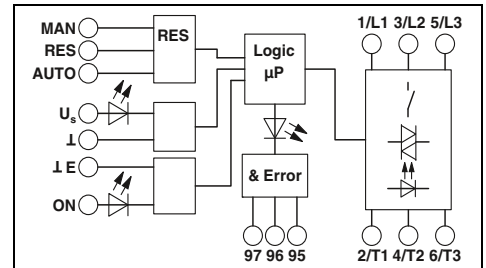 MAN
RES
AUTO
RES
Logic
µP
1/L1 3/L2 5/L3
Us
⊥
⊥ E
ON
& Error
97 96 95
2/T1 4/T2 6/T3